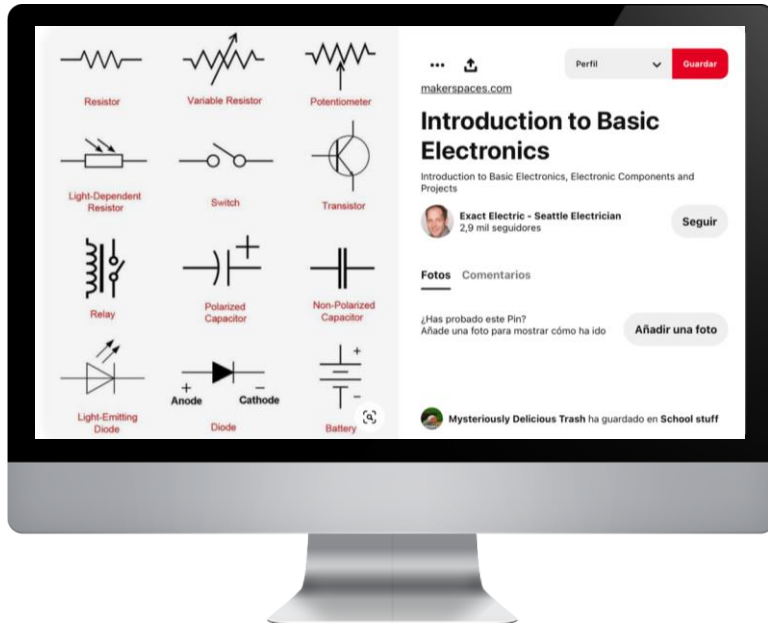 Resistor
Variable Resistor
Potentiometer
Light-Dependent
Resistor
Switch
Transistor
Relay
+
Polarized
Capacitor
Non-Polarized
Capacitor
Light-Emitting
Diode
+
−
Anode
Cathode
Diode
+
-
Battery
Perfil
Guardar
makerspaces.com
Introduction to Basic
Electronics
Introduction to Basic Electronics, Electronic Components and
Projects
Exact Electric - Seattle Electrician
2,9 mil seguidores
Seguir
Fotos Comentarios
¿Has probado este Pin?
Añade una foto para mostrar cómo ha ido
Añadir una foto
Mysteriously Delicious Trash ha guardado en School stuff